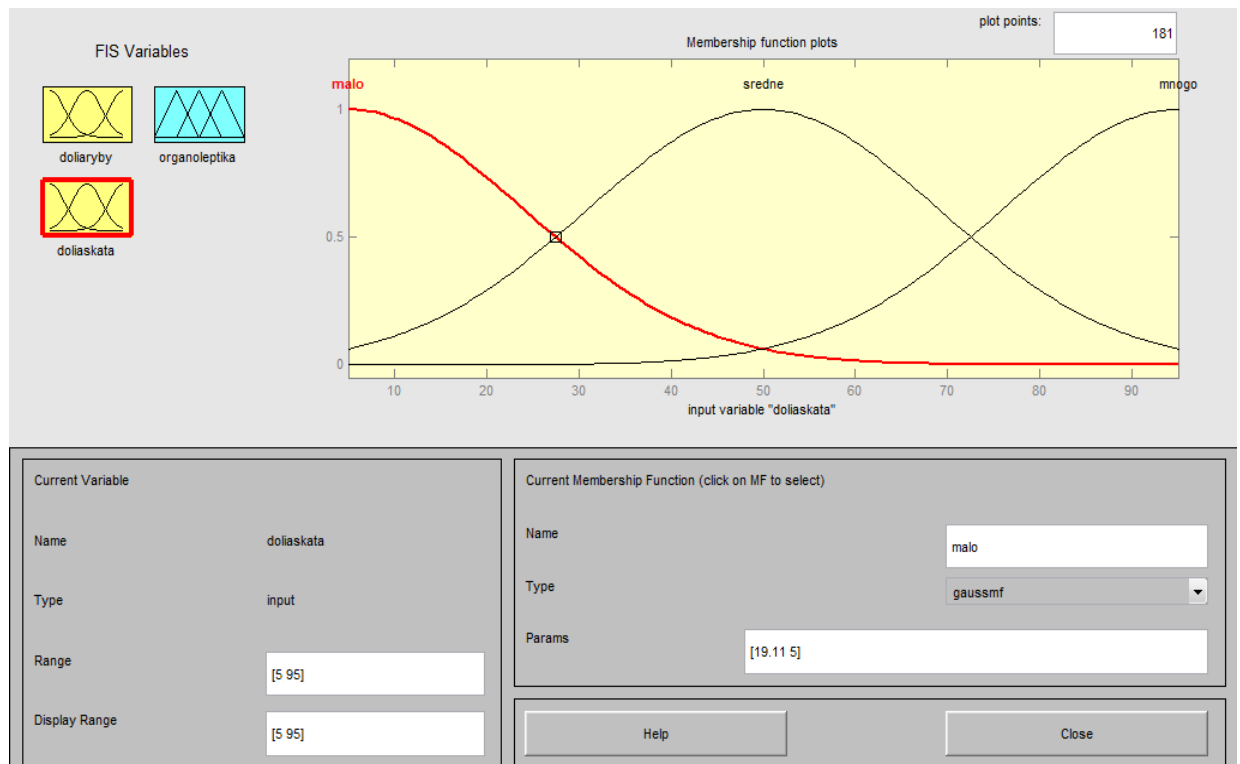 plot points:
181
FIS Variables
Membership function plots
malo
sredne
mnogo
1
0.5
0
10 20 30 40 50 60 70 80 90
input variable "doliaskata"
doliaryby
organoleptika
doliaskata
Current Variable
Name doliaskata
Type input
Range [5 95]
Display Range [5 95]
Current Membership Function (click on MF to select)
Name malo
Type gaussmf
Params [19.11 5]
Help
Close